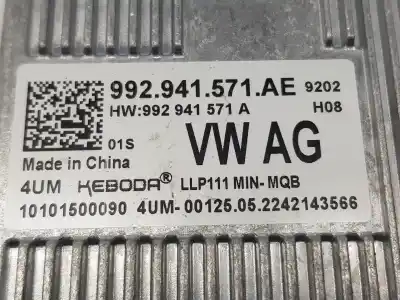 992.941.571.AE 9202
HW:992 941 571 A H08
01S VW AG
Made in China
4UM KEBODA® LLP111 MIN-MQB
10101500090 4UM-00125.05.2242143566